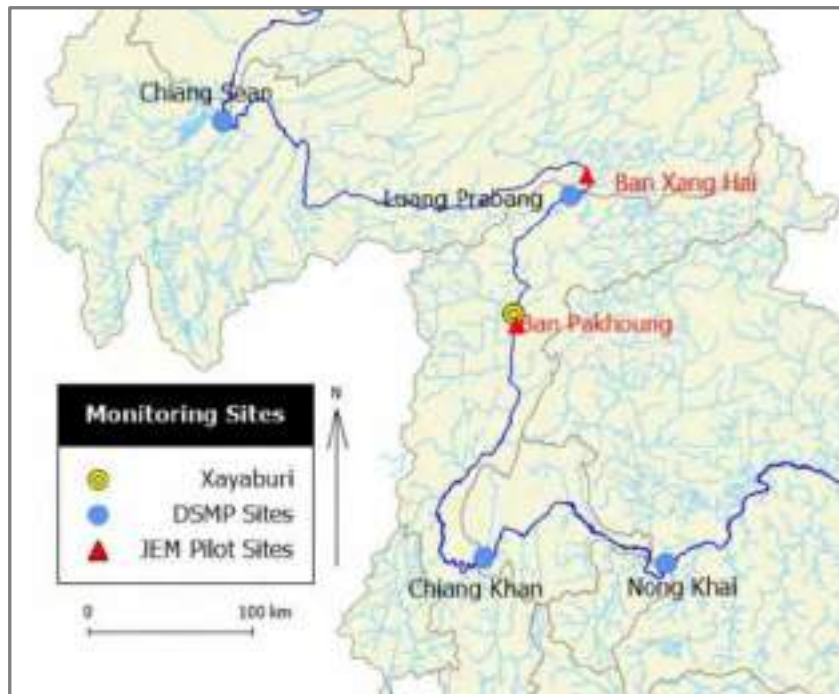 Chiang Sean
Luang Prabang
Ban Xang Hai
Ban Pakhoung
Monitoring Sites
Xayaburi
DSMP Sites
JEM Pilot Sites
N
0 100 km
Chiang Khan
Nong Khai